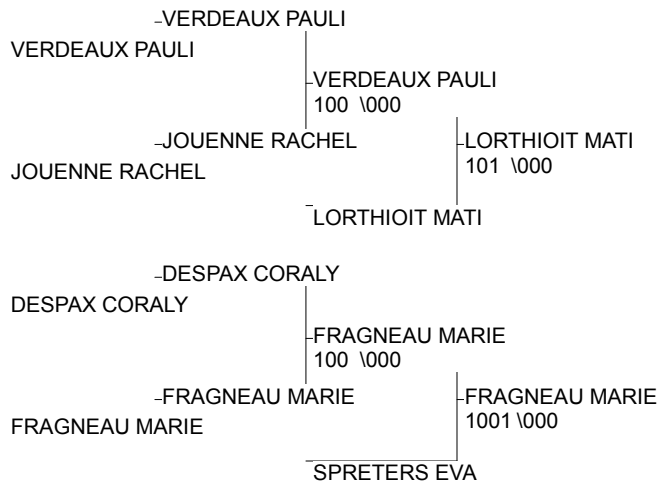 VERDEAUX PAULI
VERDEAUX PAULI
VERDEAUX PAULI
100 \000
JOUENNE RACHEL
LORTHIOIT MATI
101 \000
JOUENNE RACHEL
LORTHIOIT MATI
DESPAX CORALY
DESPAX CORALY
FRAGNEAU MARIE
100 \000
FRAGNEAU MARIE
FRAGNEAU MARIE
1001 \000
FRAGNEAU MARIE
SPRETERS EVA